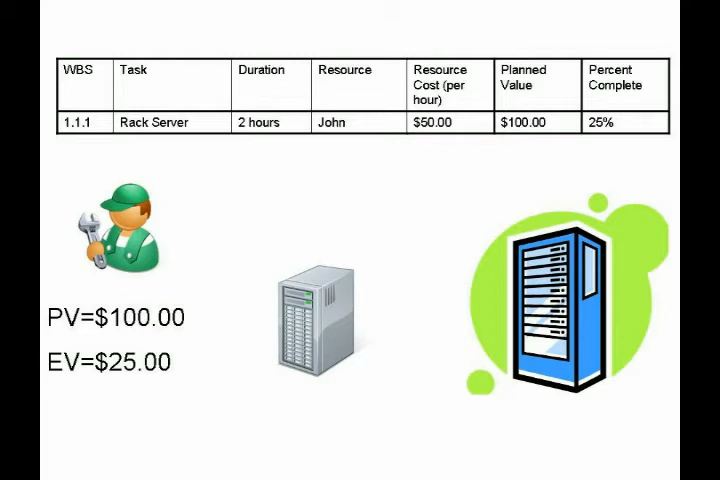 WBS Task Duration Resource Resource Cost (per hour) Planned Value Percent Complete
1.1.1 Rack Server 2 hours John $50.00 $100.00 25%
PV=$100.00
EV=$25.00